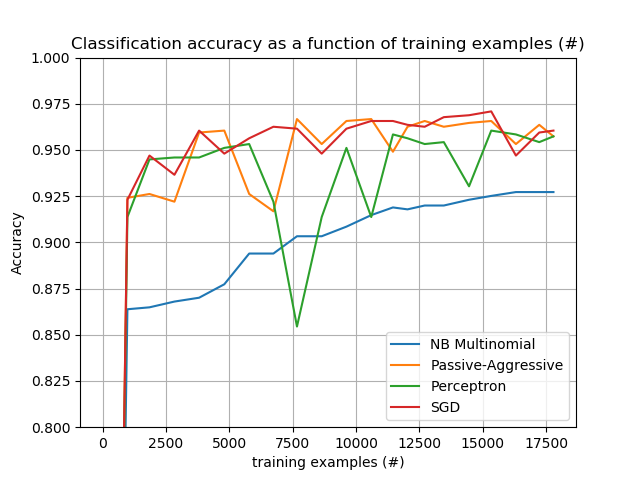 Classification accuracy as a function of training examples (#)
1.000
0.975
0.950
0.925
0.900
0.875
0.850
0.825
0.800
Accuracy
NB Multinomial
Passive-Aggressive
Perceptron
SGD
0 2500 5000 7500 10000 12500 15000 17500
training examples (#)